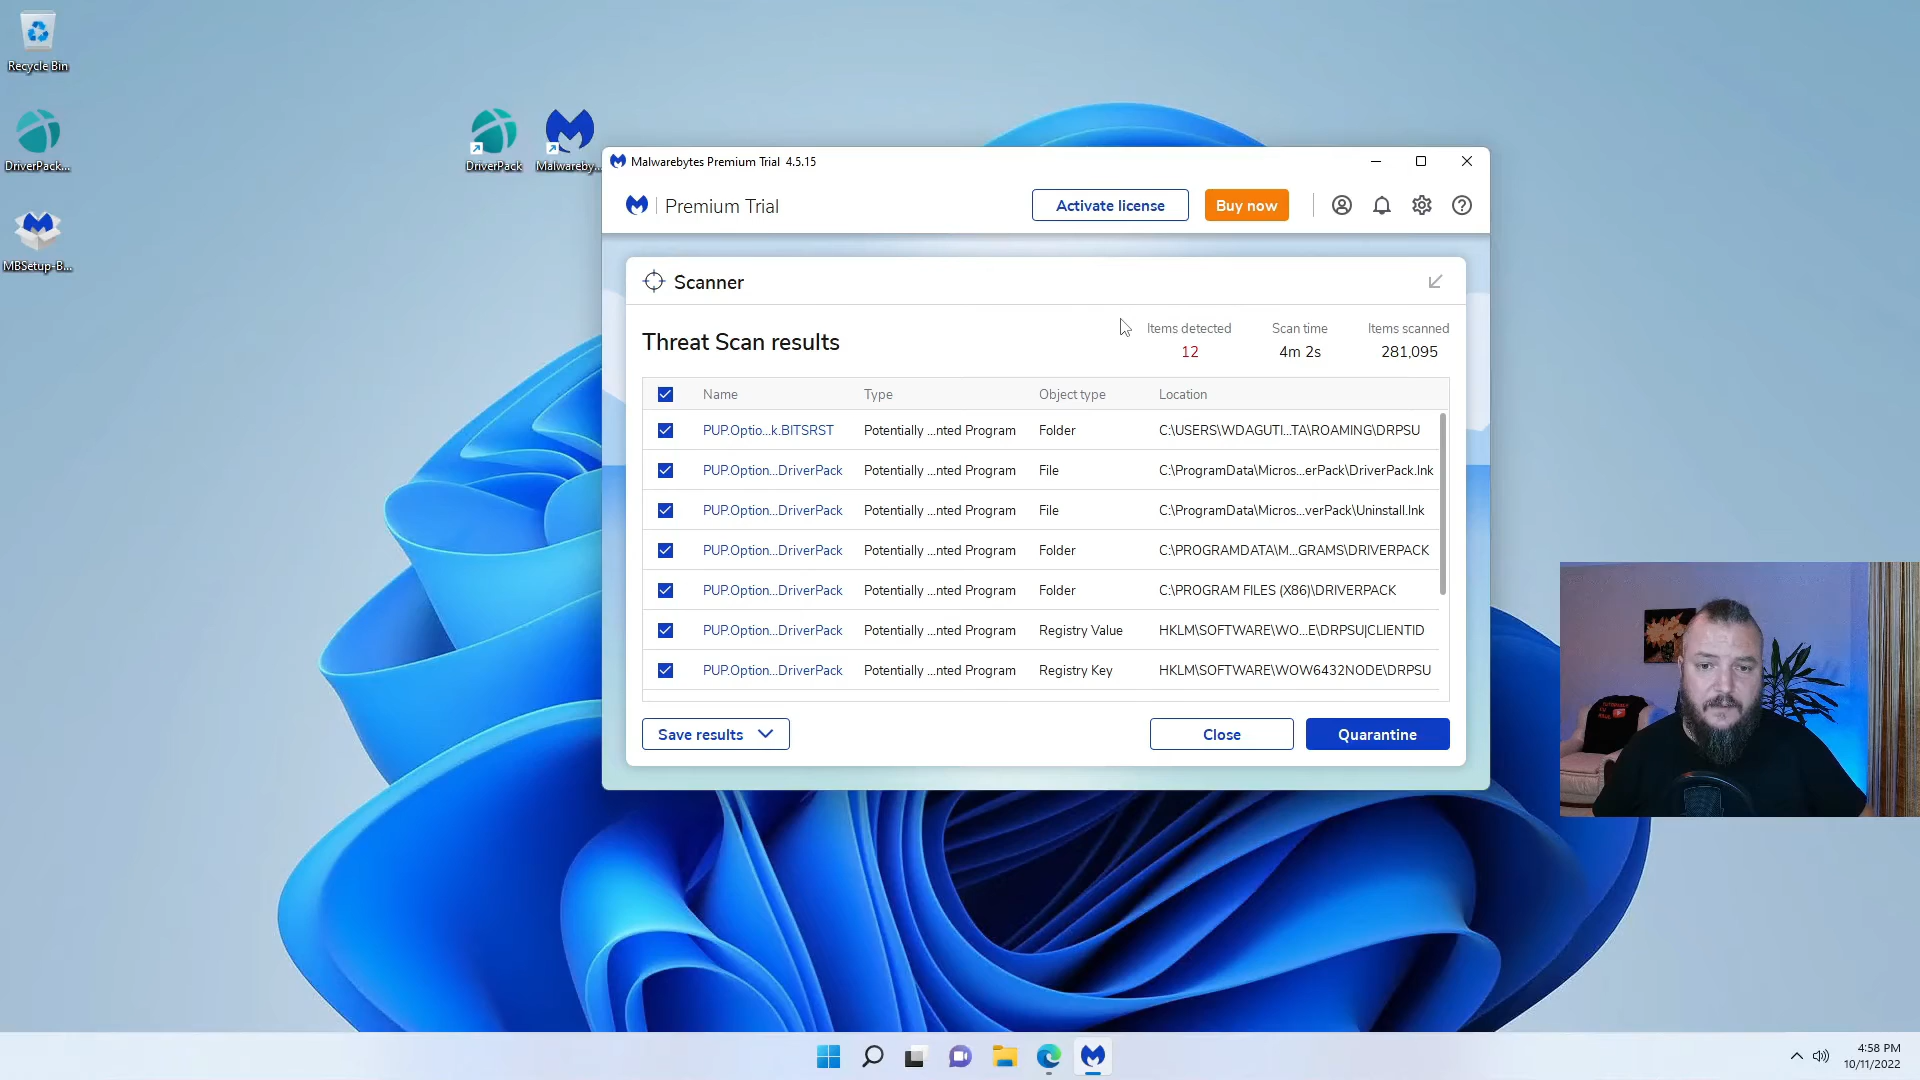 Recycle Bin
DriverPack...
MBSetup-B...
DriverPack
Malwareby...
Malwarebytes Premium Trial 4.5.15
Premium Trial
Activate license
Buy now
Scanner
Threat Scan results
Items detected
12
Scan time
4m 2s
Items scanned
281,095
Name Type Object type Location
PUP.Optio...k.BITSRST Potentially ...nted Program Folder C:\USERS\WDAGUTI...TA\ROAMING\DRPSU
PUP.Option...DriverPack Potentially ...nted Program File C:\ProgramData\Micros...erPack\DriverPack.lnk
PUP.Option...DriverPack Potentially ...nted Program File C:\ProgramData\Micros...verPack\Uninstall.lnk
PUP.Option...DriverPack Potentially ...nted Program Folder C:\PROGRAMDATA\M...GRAMS\DRIVERPACK
PUP.Option...DriverPack Potentially ...nted Program Folder C:\PROGRAM FILES (X86)\DRIVERPACK
PUP.Option...DriverPack Potentially ...nted Program Registry Value HKLM\SOFTWARE\WO...E\DRPSU|CLIENTID
PUP.Option...DriverPack Potentially ...nted Program Registry Key HKLM\SOFTWARE\WOW6432NODE\DRPSU
Save results
Close
Quarantine
4:58 PM
10/11/2022